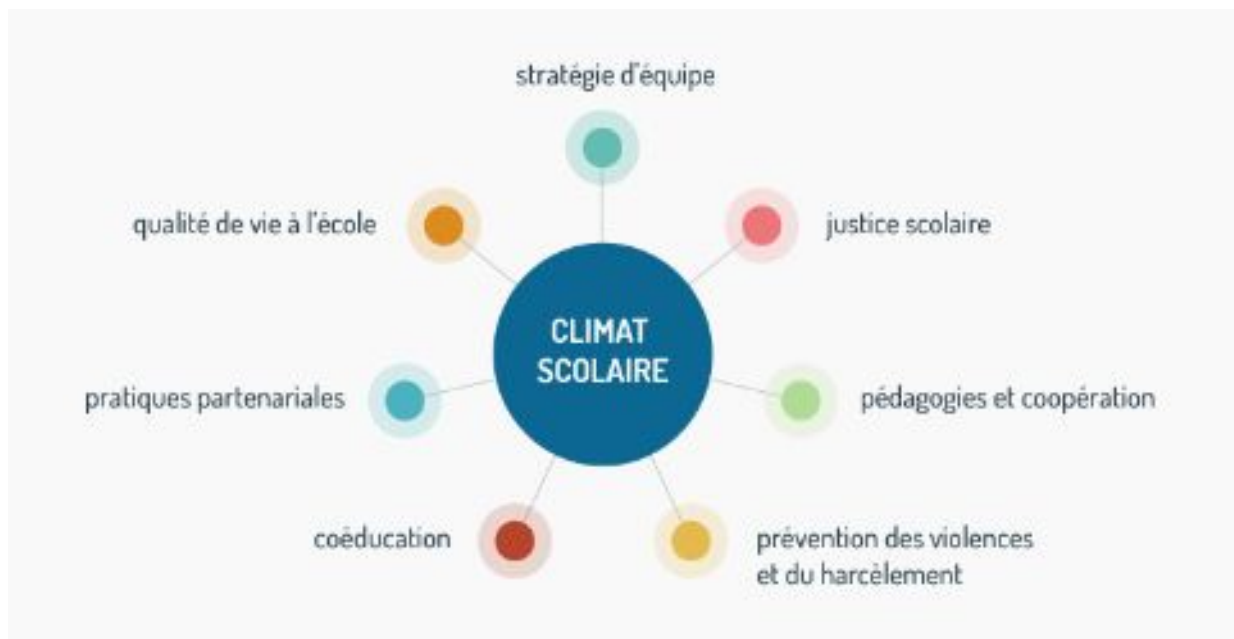 stratégie d'équipe
qualité de vie à l'école
justice scolaire
CLIMAT
SCOLAIRE
pratiques partenariales
pédagogies et coopération
coéducation
prévention des violences
et du harcèlement